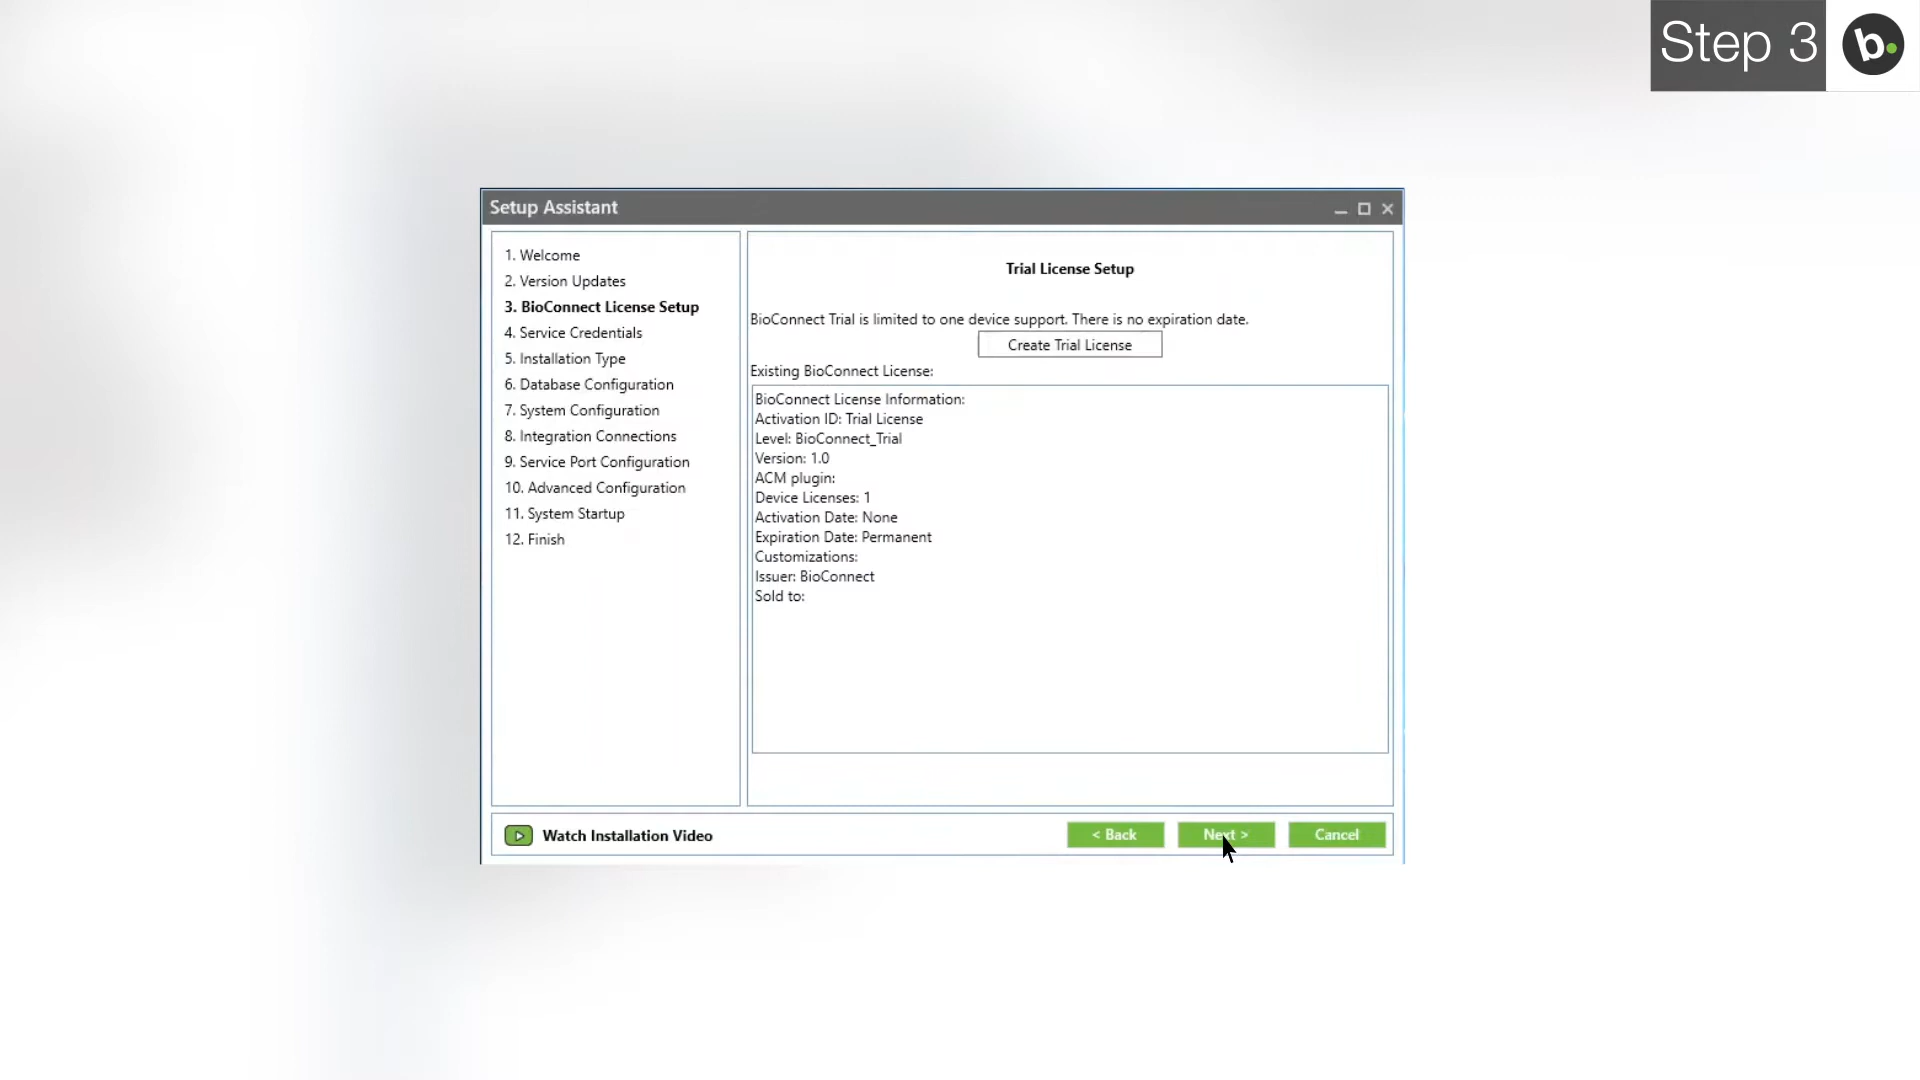 Step 3
b.
Setup Assistant
1. Welcome
2. Version Updates
3. BioConnect License Setup
4. Service Credentials
5. Installation Type
6. Database Configuration
7. System Configuration
8. Integration Connections
9. Service Port Configuration
10. Advanced Configuration
11. System Startup
12. Finish
Trial License Setup
BioConnect Trial is limited to one device support. There is no expiration date.
Create Trial License
Existing BioConnect License:
BioConnect License Information:
Activation ID: Trial License
Level: BioConnect_Trial
Version: 1.0
ACM plugin:
Device Licenses: 1
Activation Date: None
Expiration Date: Permanent
Customizations:
Issuer: BioConnect
Sold to:
Watch Installation Video
< Back
Next >
Cancel